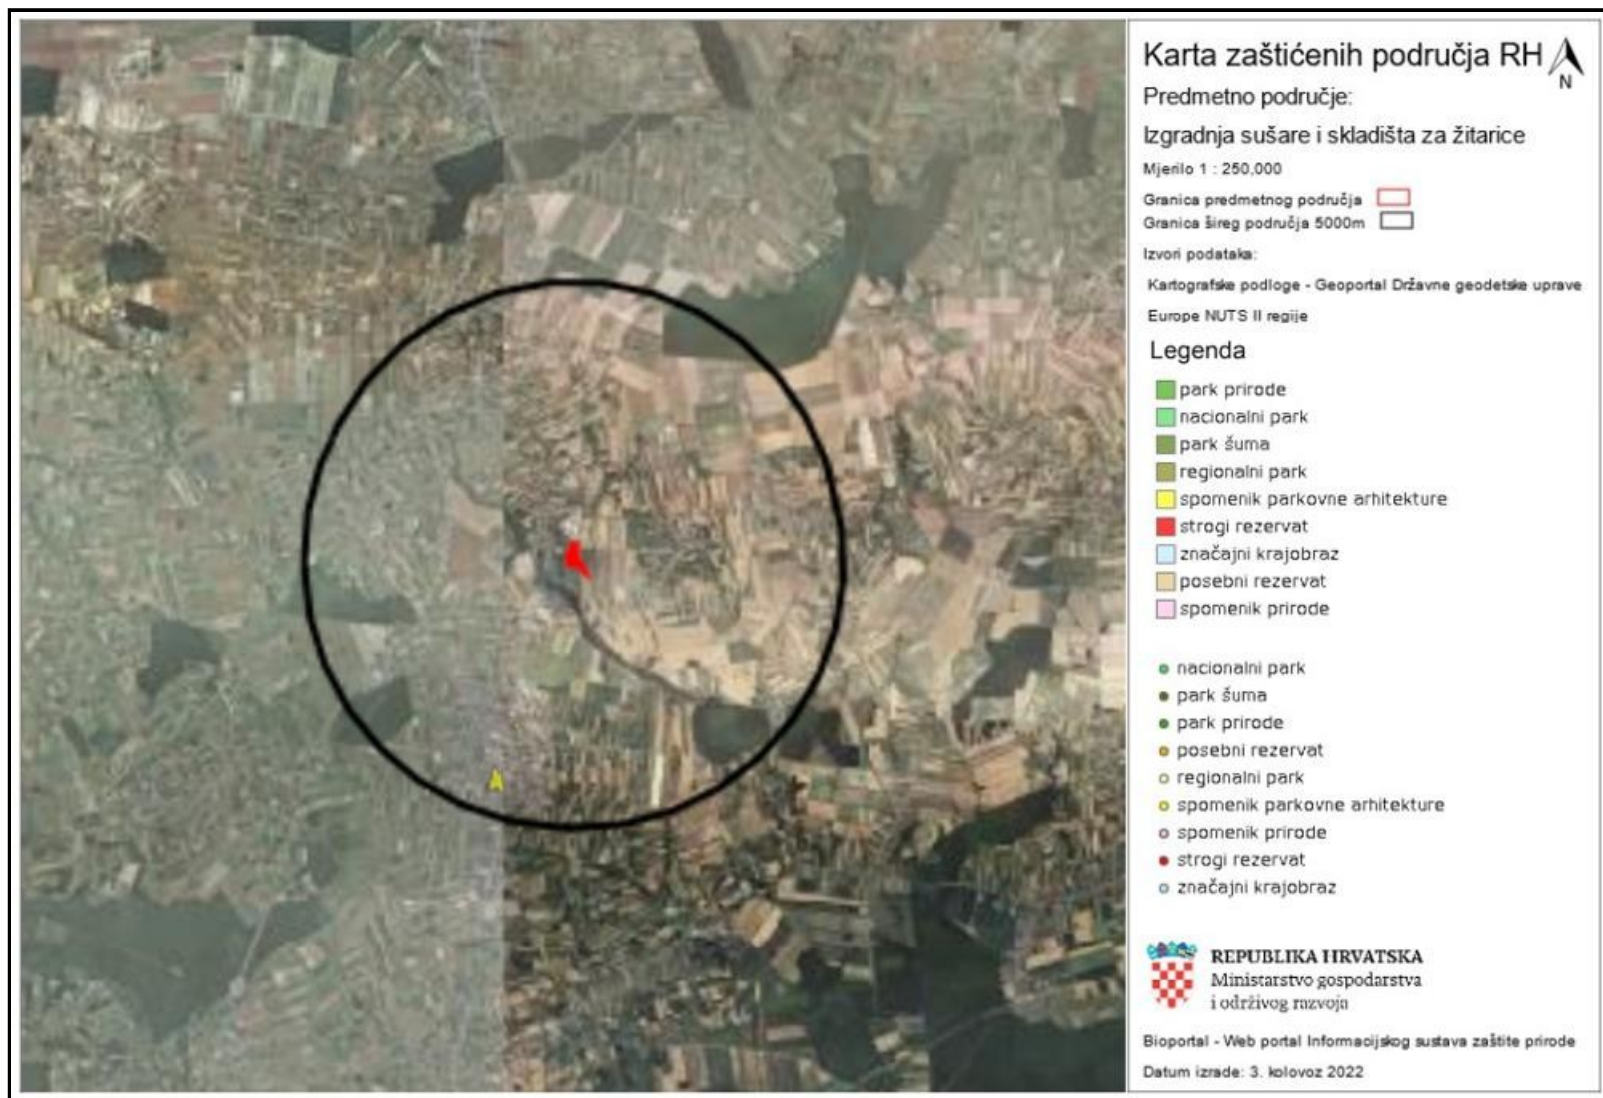 Karta zaštićenih područja RH
N
Predmetno područje:
Izgradnja sušare i skladišta za žitarice
Mjerilo 1 : 250,000
Granica predmetnog područja
Granica šireg područja 5000m
Izvori podataka:
Kartografske podloge - Geoportal Državne geodetske uprave
Europe NUTS II regije
Legenda
park prirode
nacionalni park
park šuma
regionalni park
spomenik parkovne arhitekture
strogi rezervat
značajni krajobraz
posebni rezervat
spomenik prirode
nacionalni park
park šuma
park prirode
posebni rezervat
regionalni park
spomenik parkovne arhitekture
spomenik prirode
strogi rezervat
značajni krajobraz
REPUBLIKA HRVATSKA
Ministarstvo gospodarstva
i održivog razvoja
Bioportal - Web portal Informacijskog sustava zaštite prirode
Datum izrade: 3. kolovoz 2022